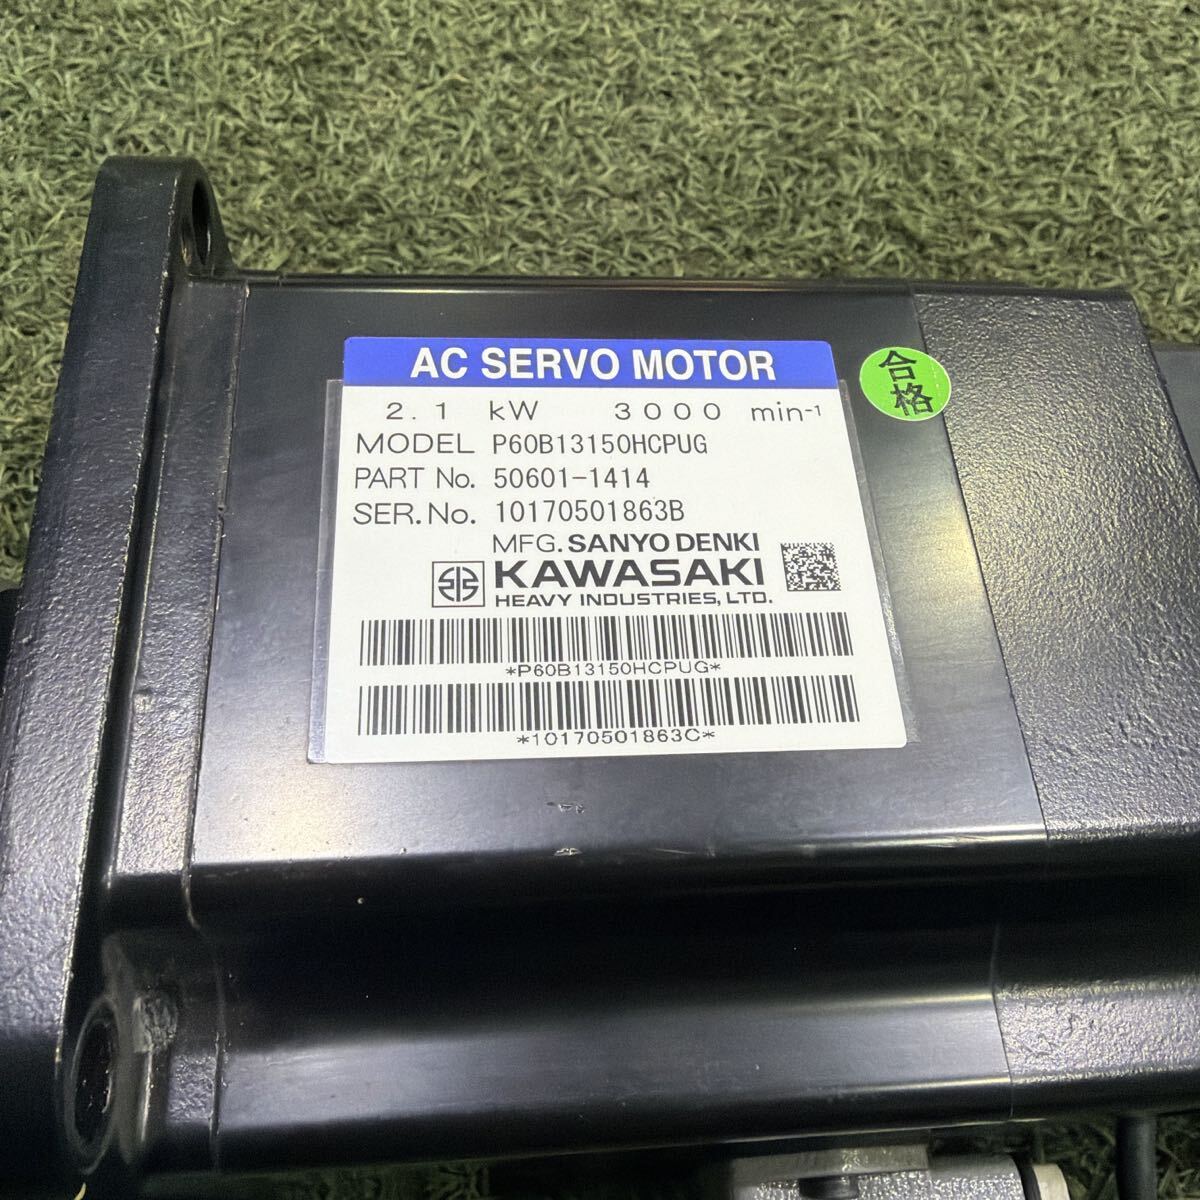 AC SERVO MOTOR
合格
2.1 kW 3000 min-1
MODEL P60B13150HCPUG
PART No. 50601-1414
SER.No. 10170501863B
MFG. SANYO DENKI
KAWASAKI
HEAVY INDUSTRIES, LTD.
*P60B13150HCPUG*
*10170501863C*